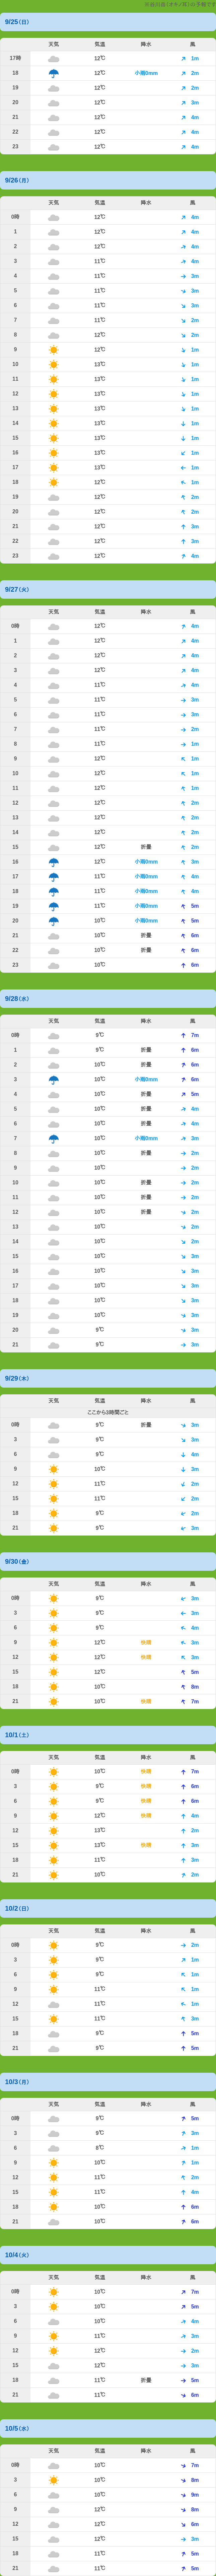 9/25（日）
天気 気温 降水 風
17時 12℃ 1m
18 12℃ 小雨0mm 2m
19 12℃ 2m
20 12℃ 3m
21 12℃ 4m
22 12℃ 4m
23 12℃ 4m
9/26（月）
天気 気温 降水 風
0時 12℃ 4m
1 12℃ 4m
2 12℃ 4m
3 11℃ 4m
4 11℃ 3m
5 11℃ 3m
6 11℃ 3m
7 11℃ 2m
8 12℃ 2m
9 12℃ 1m
10 13℃ 1m
11 13℃ 1m
12 13℃ 1m
13 13℃ 1m
14 13℃ 1m
15 13℃ 1m
16 13℃ 1m
17 13℃ 1m
18 12℃ 1m
19 12℃ 2m
20 12℃ 2m
21 12℃ 3m
22 12℃ 3m
23 12℃ 4m
9/27（火）
天気 気温 降水 風
0時 12℃ 4m
1 12℃ 4m
2 12℃ 4m
3 12℃ 4m
4 11℃ 4m
5 11℃ 3m
6 11℃ 3m
7 11℃ 2m
8 11℃ 1m
9 12℃ 1m
10 12℃ 1m
11 12℃ 1m
12 12℃ 2m
13 12℃ 2m
14 12℃ 2m
15 12℃ 折曇 2m
16 12℃ 小雨0mm 3m
17 11℃ 小雨0mm 4m
18 11℃ 小雨0mm 4m
19 11℃ 小雨0mm 5m
20 10℃ 小雨0mm 5m
21 10℃ 折曇 6m
22 10℃ 折曇 6m
23 10℃ 6m
9/28（水）
天気 気温 降水 風
0時 9℃ 7m
1 9℃ 折曇 6m
2 10℃ 折曇 6m
3 10℃ 小雨0mm 6m
4 10℃ 折曇 5m
5 10℃ 折曇 4m
6 10℃ 折曇 4m
7 10℃ 小雨0mm 3m
8 10℃ 折曇 2m
9 10℃ 2m
10 10℃ 折曇 2m
11 10℃ 折曇 2m
12 10℃ 折曇 2m
13 10℃ 2m
14 10℃ 2m
15 10℃ 3m
16 10℃ 3m
17 10℃ 3m
18 10℃ 3m
19 10℃ 3m
20 9℃ 3m
21 9℃ 3m
9/29（木）
天気 気温 降水 風
ここから3時間ごと
0時 9℃ 折曇 3m
3 9℃ 3m
6 9℃ 4m
9 10℃ 3m
12 11℃ 2m
15 11℃ 2m
18 9℃ 2m
21 9℃ 3m
9/30（金）
天気 気温 降水 風
0時 9℃ 3m
3 9℃ 3m
6 9℃ 4m
9 12℃ 快晴 3m
12 12℃ 快晴 3m
15 12℃ 5m
18 10℃ 8m
21 10℃ 快晴 7m
10/1（土）
天気 気温 降水 風
0時 10℃ 快晴 7m
3 9℃ 快晴 6m
6 9℃ 快晴 6m
9 12℃ 快晴 4m
12 13℃ 2m
15 13℃ 快晴 3m
18 11℃ 3m
21 10℃ 2m
10/2（日）
天気 気温 降水 風
0時 9℃ 2m
3 9℃ 1m
6 9℃ 1m
9 11℃ 1m
12 11℃ 1m
15 11℃ 3m
18 9℃ 5m
21 9℃ 5m
10/3（月）
天気 気温 降水 風
0時 9℃ 5m
3 9℃ 3m
6 8℃ 1m
9 10℃ 1m
12 11℃ 2m
15 11℃ 4m
18 10℃ 6m
21 10℃ 6m
10/4（火）
天気 気温 降水 風
0時 10℃ 7m
3 10℃ 5m
6 10℃ 4m
9 11℃ 3m
12 12℃ 2m
15 12℃ 3m
18 11℃ 折曇 5m
21 11℃ 6m
10/5（水）
天気 気温 降水 風
0時 10℃ 7m
3 10℃ 8m
6 10℃ 9m
9 12℃ 8m
12 12℃ 6m
15 12℃ 3m
18 11℃ 5m
21 11℃ 5m